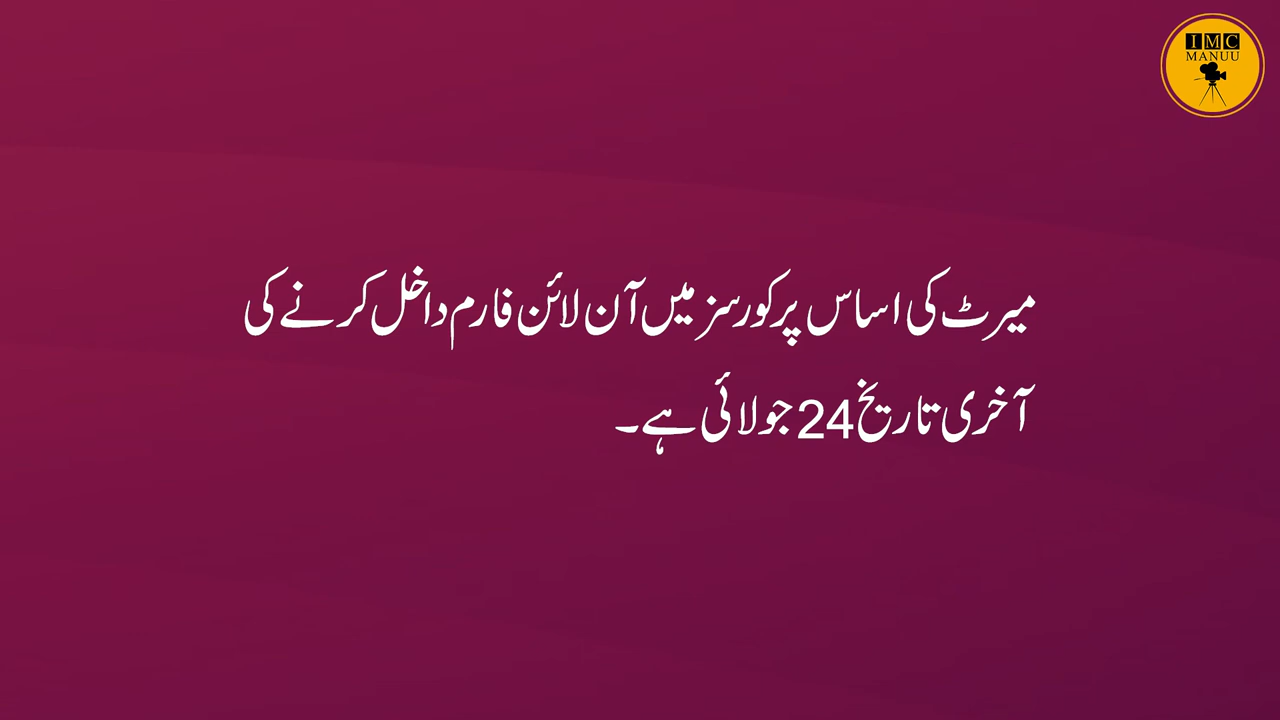 IMC
MANUU
میرٹ کی اساس پر کورسز میں آن لائن فارم داخل کرنے کی
آخری تاریخ 24 جولائی ہے۔